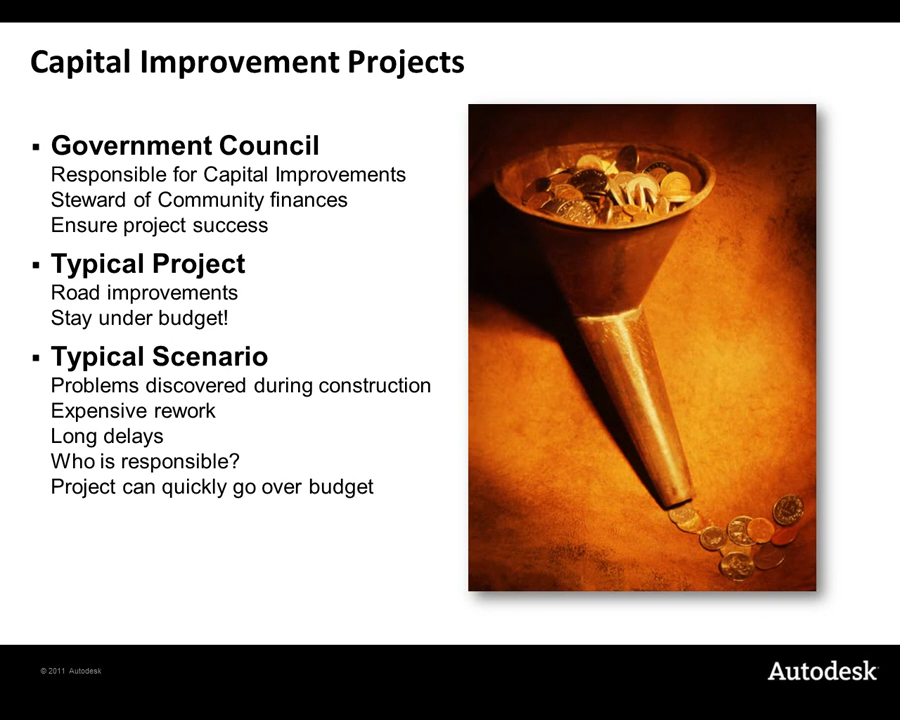 Capital Improvement Projects
▪ Government Council
Responsible for Capital Improvements
Steward of Community finances
Ensure project success
▪ Typical Project
Road improvements
Stay under budget!
▪ Typical Scenario
Problems discovered during construction
Expensive rework
Long delays
Who is responsible?
Project can quickly go over budget
© 2011 Autodesk
Autodesk